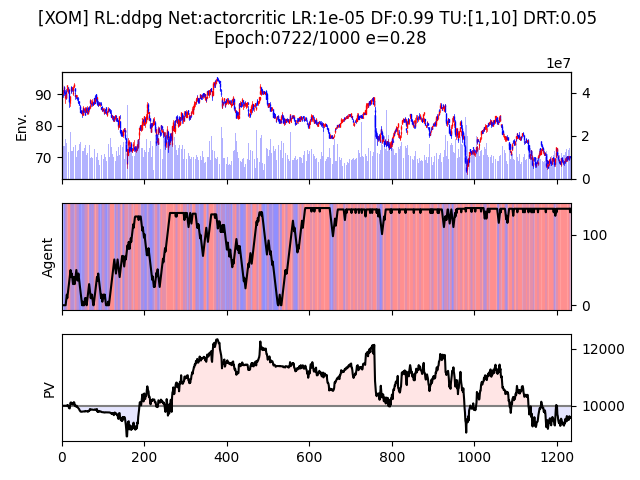 [XOM] RL:ddpg Net:actorcritic LR:1e-05 DF:0.99 TU:[1,10] DRT:0.05
Epoch:0722/1000 e=0.28
1e7
Env.
90
80
70
4
2
0
Agent
100
0
PV
12000
10000
0 200 400 600 800 1000 1200